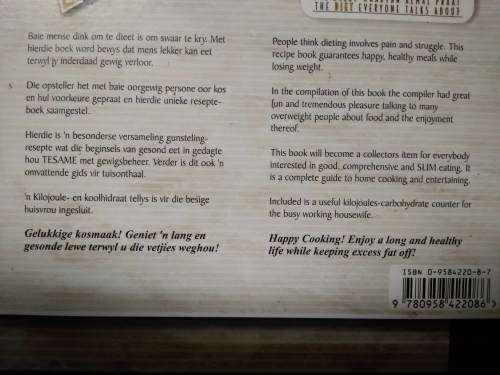 THE DIET EVERYONE TALKS ABOUT
Baie mense dink om te dieet is om swaar te kry. Met
hierdie boek word bewys dat mens lekker kan eet
terwyl jy inderdaad gewig verloor.
Die opsteller het met baie oorgewig persone oor kos
en hul voorkeure gepraat en hierdie unieke resepte-
boek saamgestel.
Hierdie is 'n besonderse versameling gunsteling-
resepte wat die beginsels van gesond eet in gedagte
hou TESAME met gewigsbeheer. Verder is dit ook 'n
omvattende gids vir tuisonthaal.
'n Kilojoule- en koolhidraat tellys is vir die besige
huisvrou ingesluit.
Gelukkige kosmaak! Geniet 'n lang en
gesonde lewe terwyl u die vetjies weghou!
People think dieting involves pain and struggle. This
recipe book guarantees happy, healthy meals while
losing weight.
In the compilation of this book the compiler had great
fun and tremendous pleasure talking to many
overweight people about food and the enjoyment
thereof.
This book will become a collectors item for everybody
interested in good, comprehensive and SLIM eating. It
is a complete guide to home cooking and entertaining.
Included is a useful kilojoules-carbohydrate counter for
the busy working housewife.
Happy Cooking! Enjoy a long and healthy
life while keeping excess fat off!
ISBN 0-9584220-8-7
9 780958 422086 >